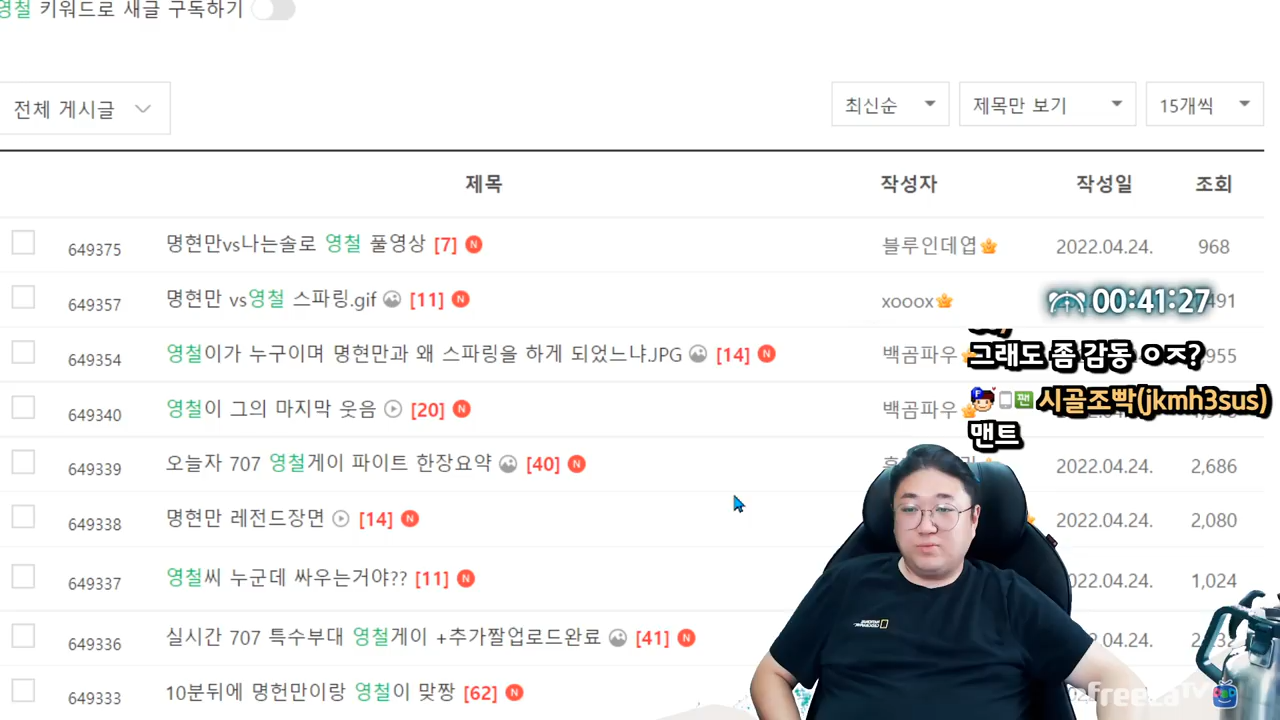 영철 키워드로 새글 구독하기
전체 게시글
최신순 제목만 보기 15개씩
제목 작성자 작성일 조회
649375 명현만vs나는솔로 영철 풀영상 [7] N 블루인데엽 2022.04.24. 968
649357 명현만 vs영철 스파링.gif [11] N xooox 491
00:41:27
649354 영철이가 누구이며 명현만과 왜 스파링을 하게 되었느냐.JPG [14] N 백곰파우 955
그래도 좀 감동 ㅇㅈ?
649340 영철이 그의 마지막 웃음 [20] N 백곰파우
팬 시골조빡(jkmh3sus)
맨트
649339 오늘자 707 영철게이 파이트 한장요약 [40] N 2022.04.24. 2,686
649338 명현만 레전드장면 [14] N 2022.04.24. 2,080
649337 영철씨 누군데 싸우는거야?? [11] N 022.04.24. 1,024
649336 실시간 707 특수부대 영철게이 +추가짤업로드완료 [41] N 2.04.24.
649333 10분뒤에 명헌만이랑 영철이 맞짱 [62] N
afreecaTV